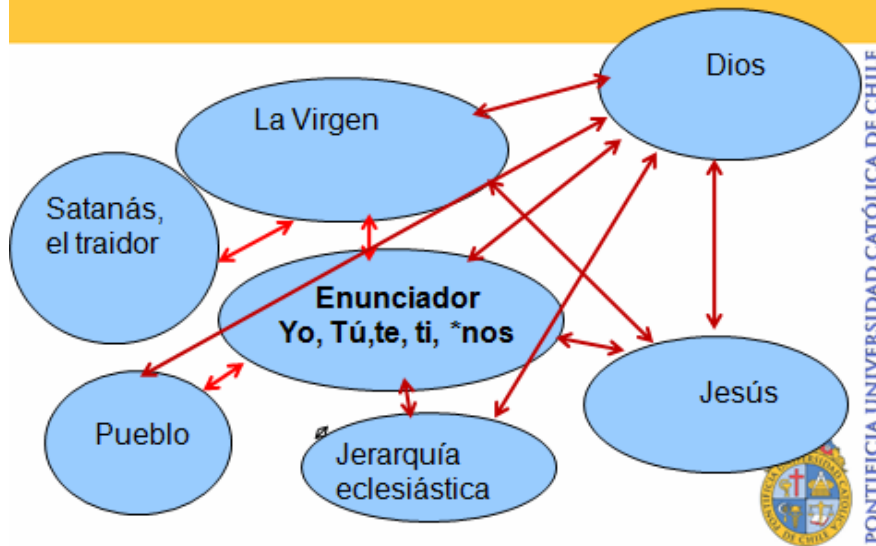 Dios
La Virgen
Satanás,
el traidor
Enunciador
Yo, Tú,te, ti, *nos
Jesús
Pueblo
Jerarquía
eclesiástica
PONTIFICIA UNIVERSIDAD CATÓLICA DE CHILE